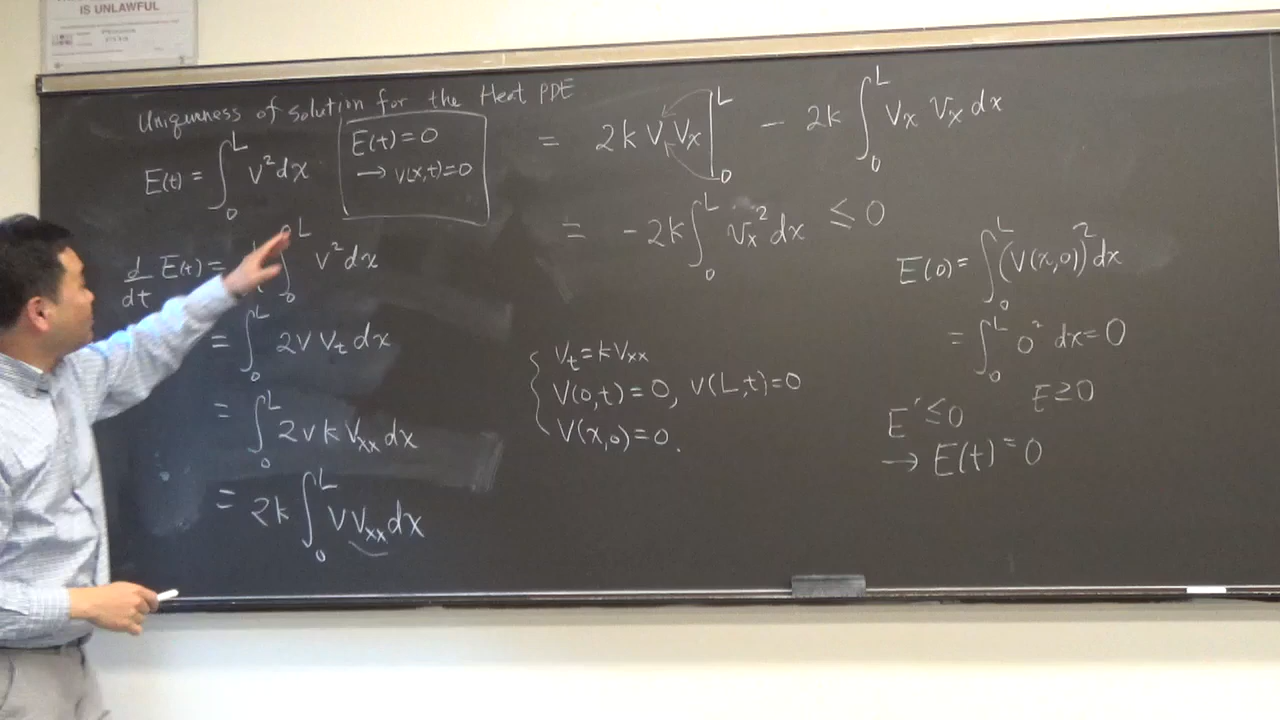 IS UNLAWFUL
Uniqueness of solution for the Heat PDE
E(t) = ∫₀ᴸ v² dx
E(t) = 0
→ v(x,t) = 0
d/dt E(t) = ∫₀ᴸ v² dx
= ∫₀ᴸ 2v vₜ dx
= ∫₀ᴸ 2v k vₓₓ dx
= 2k ∫₀ᴸ v vₓₓ dx
= 2k v vₓ |₀ᴸ − 2k ∫₀ᴸ vₓ vₓ dx
= −2k ∫₀ᴸ vₓ² dx ≤ 0
vₜ = k vₓₓ
v(0,t) = 0, v(L,t) = 0
v(x,0) = 0.
E(0) = ∫₀ᴸ (v(x,0))² dx
= ∫₀ᴸ 0² dx = 0
E ≥ 0
E' ≤ 0
→ E(t) = 0